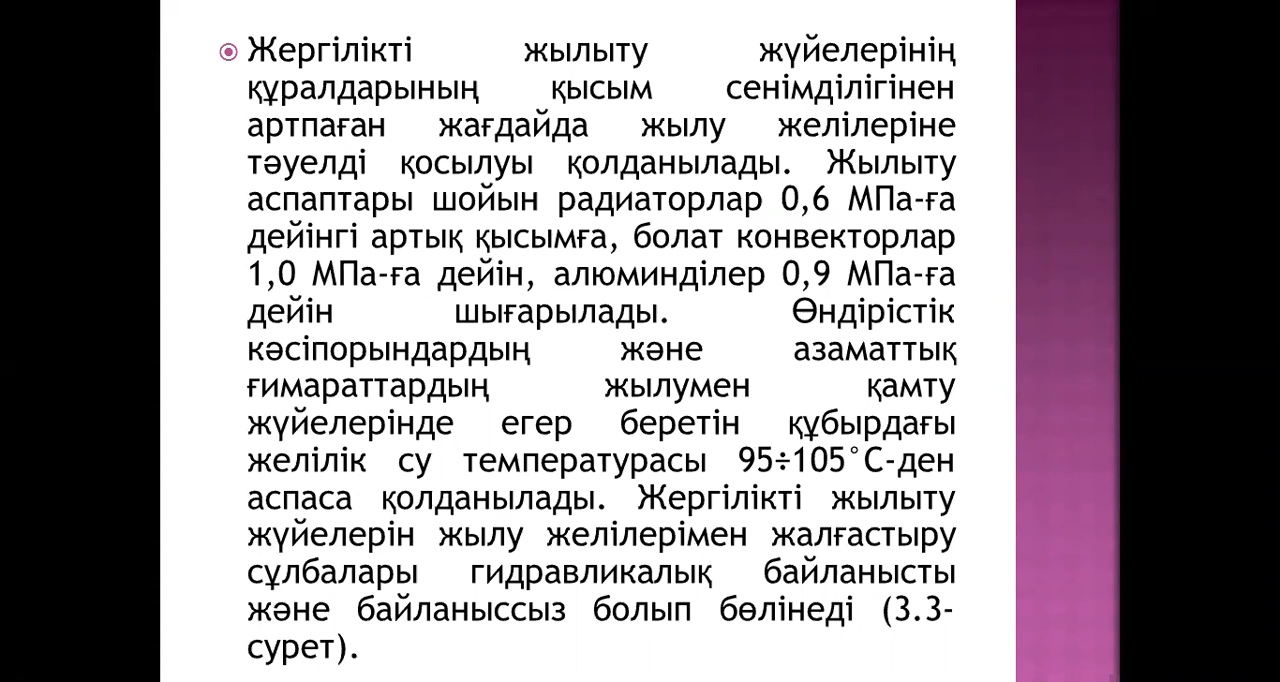 Жергілікті жылыту жүйелерінің
құралдарының қысым сенімділігінен
артпаған жағдайда жылу желілеріне
тәуелді қосылуы қолданылады. Жылыту
аспаптары шойын радиаторлар 0,6 МПа-ға
дейінгі артық қысымға, болат конвекторлар
1,0 МПа-ға дейін, алюминділер 0,9 МПа-ға
дейін шығарылады. Өндірістік
кәсіпорындардың және азаматтық
ғимараттардың жылумен қамту
жүйелерінде егер беретін құбырдағы
желілік су температурасы 95÷105°С-ден
аспаса қолданылады. Жергілікті жылыту
жүйелерін жылу желілерімен жалғастыру
сұлбалары гидравликалық байланысты
және байланыссыз болып бөлінеді (3.3-
сурет).